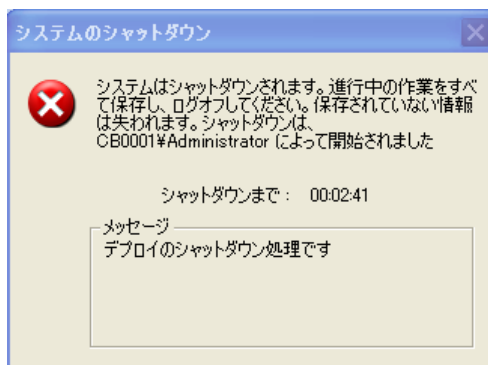 システムのシャットダウン
システムはシャットダウンされます。進行中の作業をすべ
て保存し、ログオフしてください。保存されていない情報
は失われます。シャットダウンは、
CB0001¥Administrator によって開始されました
シャットダウンまで： 00:02:41
メッセージ
デプロイのシャットダウン処理です